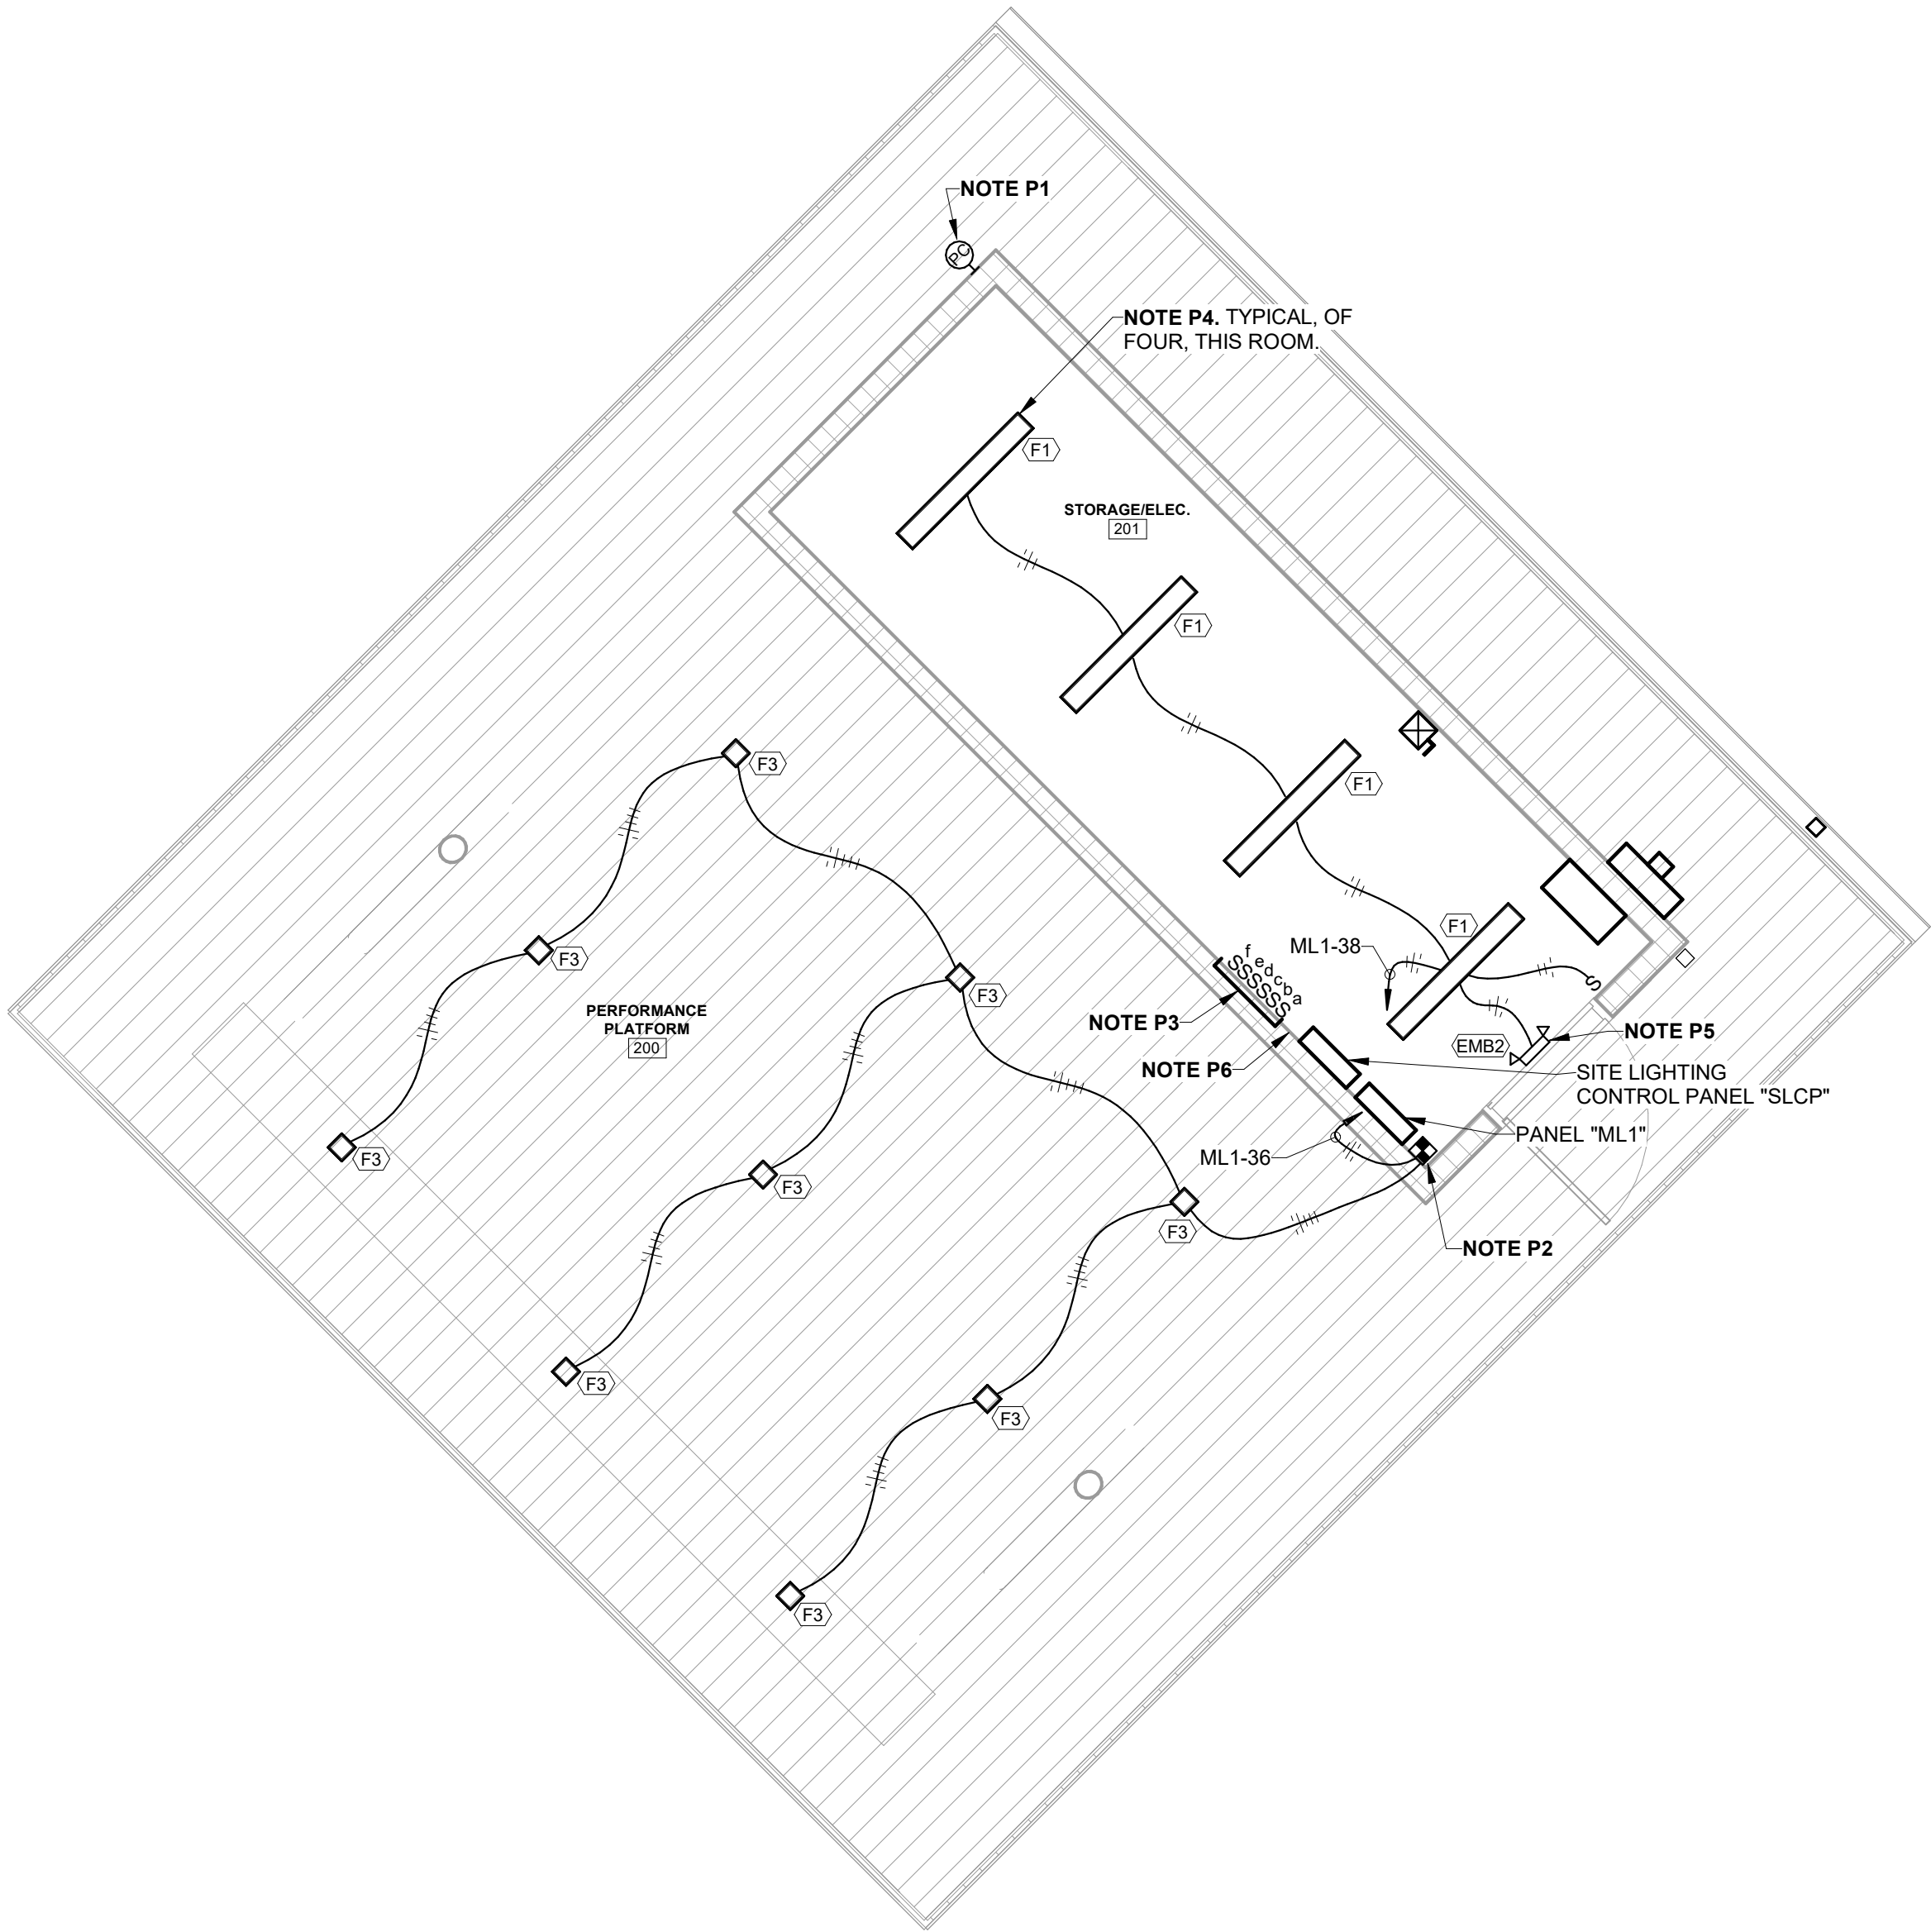 NOTE P1
PC
NOTE P4. TYPICAL, OF
FOUR, THIS ROOM.
F1
STORAGE/ELEC.
201
F1
F3
F1
F1
ML1-38
f e d c b a
SSSSSS
S
F3
F3
PERFORMANCE
PLATFORM
200
NOTE P3
NOTE P5
EMB2
NOTE P6
SITE LIGHTING
CONTROL PANEL "SLCP"
PANEL "ML1"
ML1-36
F3
F3
F3
NOTE P2
F3
F3
F3